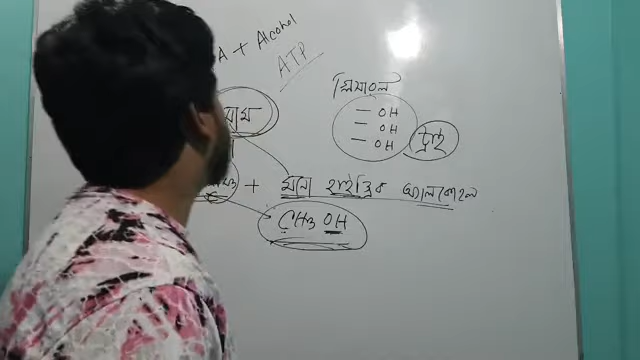 A + Alcohol
ATP
গ্লিসারল
— OH
— OH
— OH
ট্রাই
+ মনো হাইড্রিক অ্যালকোহল
CH3 OH